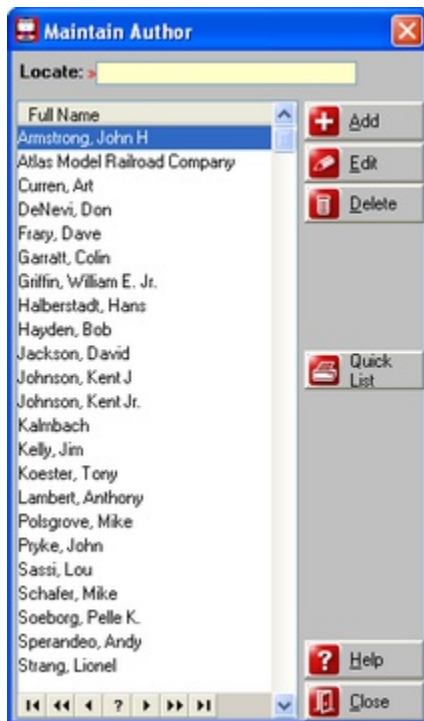 Maintain Author
Locate: »
Full Name
Armstrong, John H
Atlas Model Railroad Company
Curren, Art
DeNevi, Don
Frary, Dave
Garratt, Colin
Griffin, William E. Jr.
Halberstadt, Hans
Hayden, Bob
Jackson, David
Johnson, Kent J
Johnson, Kent Jr.
Kalmbach
Kelly, Jim
Koester, Tony
Lambert, Anthony
Polsgrove, Mike
Pryke, John
Sassi, Lou
Schafer, Mike
Soeborg, Pelle K.
Sperandeo, Andy
Strang, Lionel
?
Add
Edit
Delete
Quick
List
? Help
Close